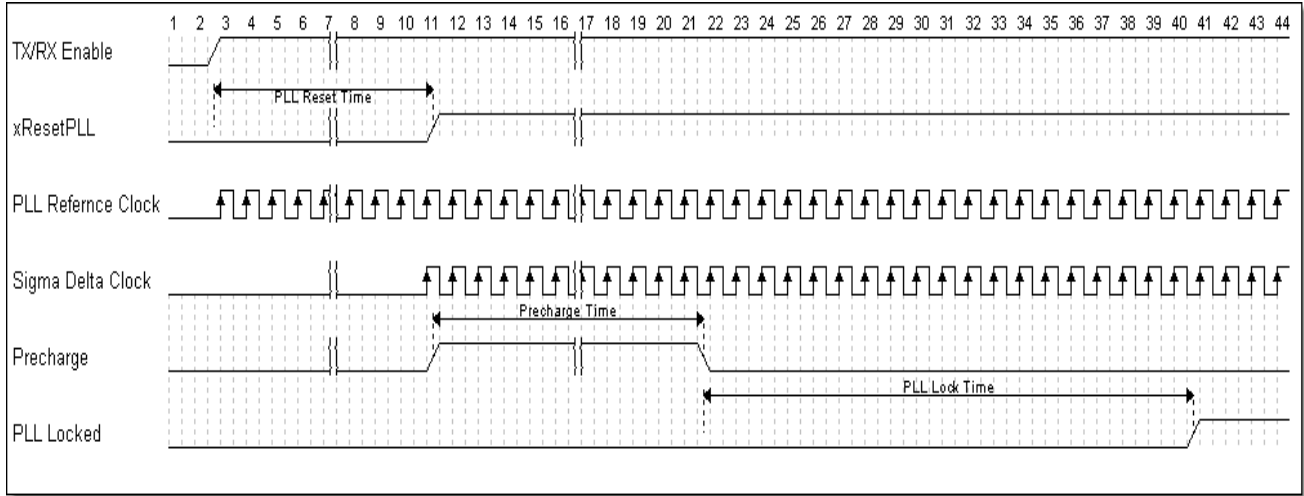 1 2 3 4 5 6 7 8 9 10 11 13 14 15 16 17 18 19 20 21 22 23 24 25 26 27 28 29 30 31 32 33 34 35 36 37 38 39 40 41 42 43 44
TX/RX Enable
PLL Reset Time
xResetPLL
PLL Refernce Clock
Sigma Delta Clock
Precharge Time
Precharge
PLL Lock Time
PLL Locked